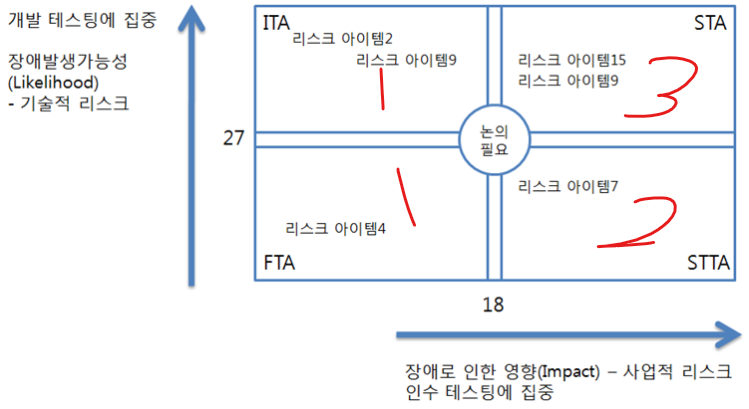 개발 테스팅에 집중
장애발생가능성
(Likelihood)
- 기술적 리스크
ITA
리스크 아이템2
리스크 아이템9
1
STA
리스크 아이템15
리스크 아이템9
3
27
논의
필요
1
리스크 아이템4
FTA
리스크 아이템7
2
STTA
18
장애로 인한 영향(Impact) – 사업적 리스크
인수 테스팅에 집중